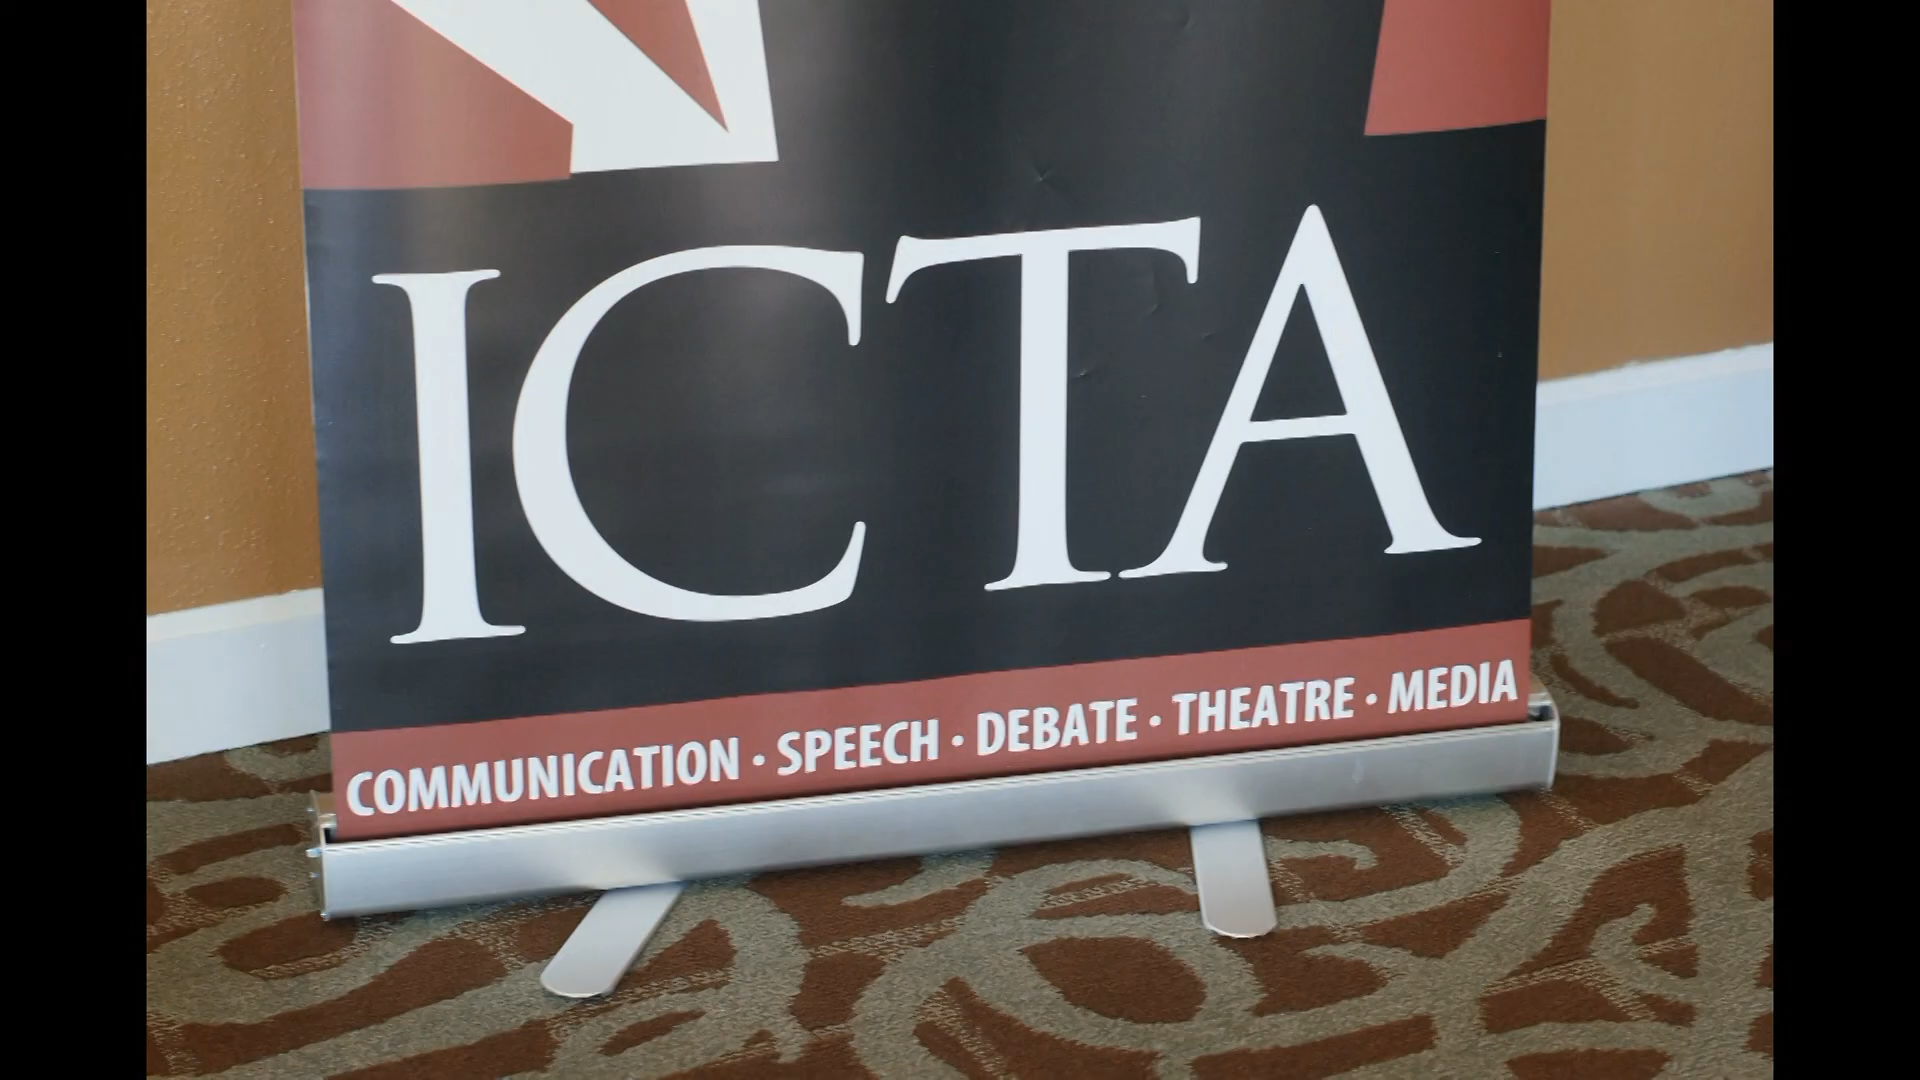 ICTA
COMMUNICATION · SPEECH · DEBATE · THEATRE · MEDIA